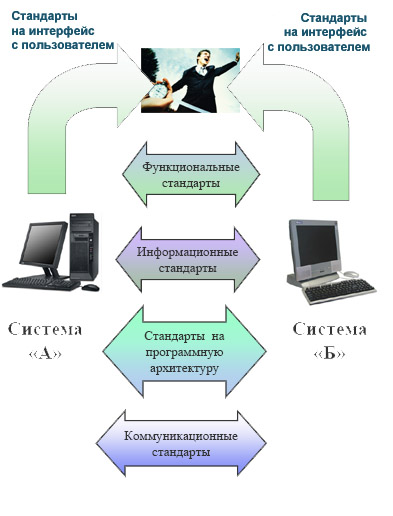 Стандарты
на интерфейс
с пользователем
Стандарты
на интерфейс
с пользователем
Функциональные
стандарты
Информационные
стандарты
Система
«А»
Стандарты на
программную
архитектуру
Система
«Б»
Коммуникационные
стандарты